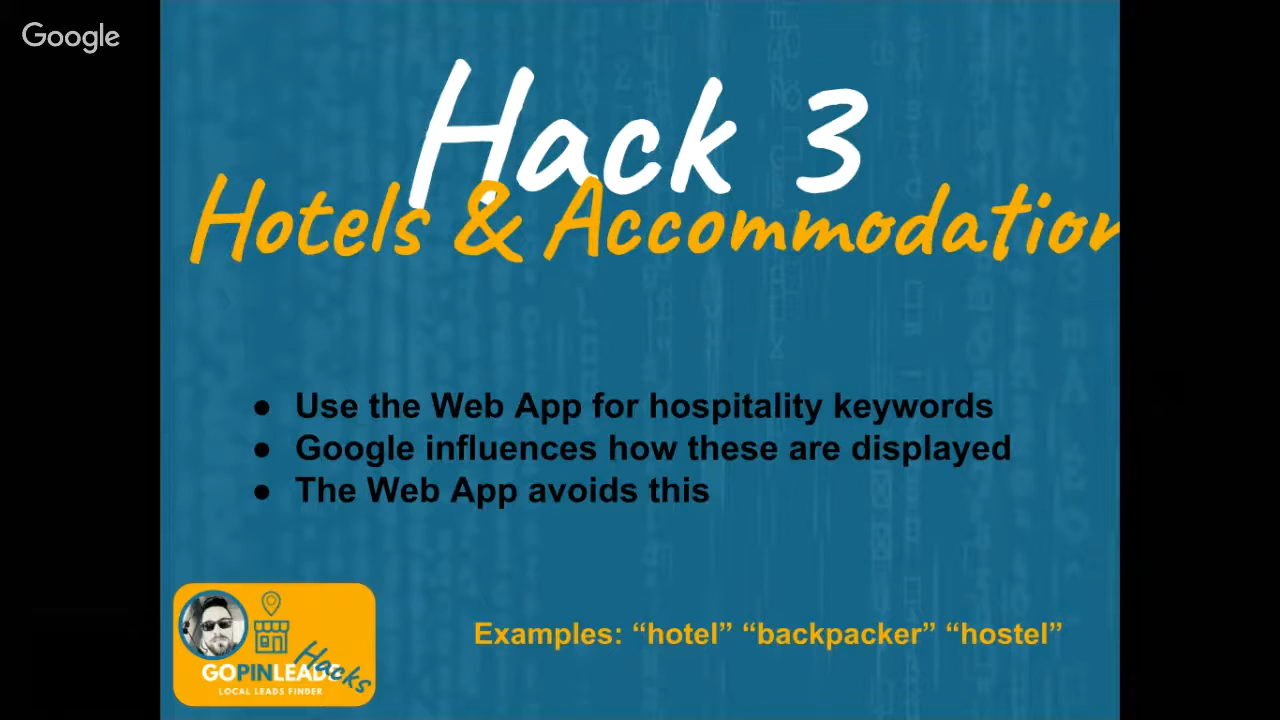 Google
Hack 3
Hotels & Accommodation
● Use the Web App for hospitality keywords
● Google influences how these are displayed
● The Web App avoids this
Examples: “hotel” “backpacker” “hostel”
GOPINLEADS
Hacks
LOCAL LEADS FINDER